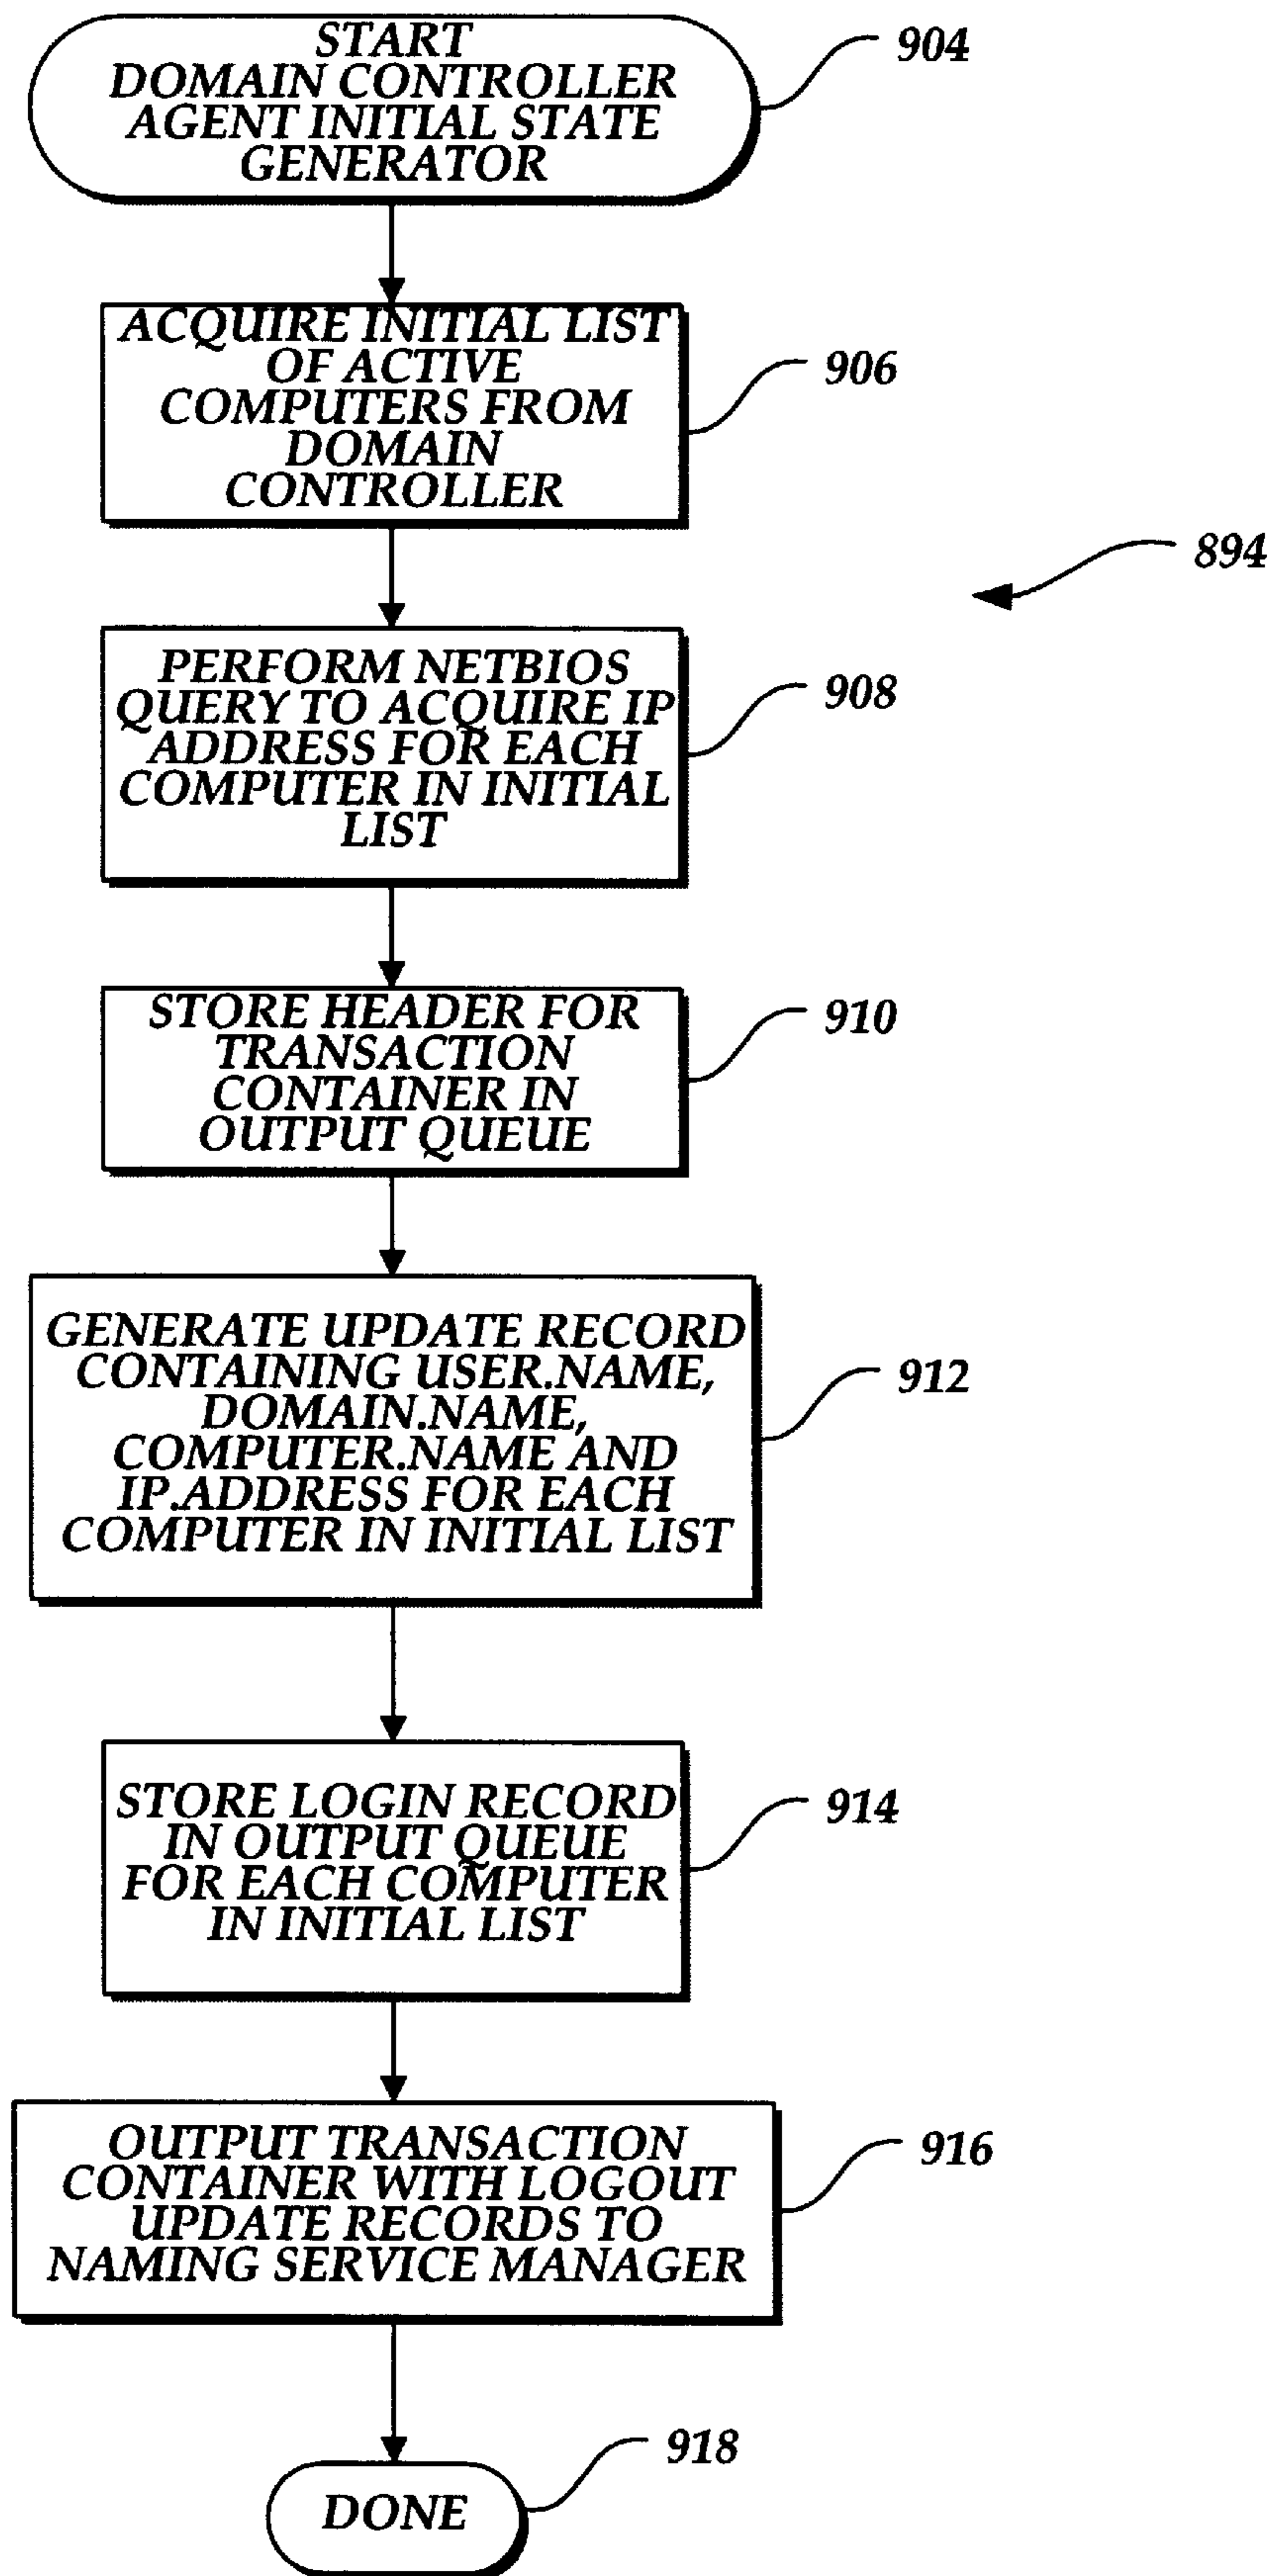 START
DOMAIN CONTROLLER
AGENT INITIAL STATE
GENERATOR
904
ACQUIRE INITIAL LIST
OF ACTIVE
COMPUTERS FROM
DOMAIN
CONTROLLER
906
894
PERFORM NETBIOS
QUERY TO ACQUIRE IP
ADDRESS FOR EACH
COMPUTER IN INITIAL
LIST
908
STORE HEADER FOR
TRANSACTION
CONTAINER IN
OUTPUT QUEUE
910
GENERATE UPDATE RECORD
CONTAINING USER.NAME,
DOMAIN.NAME,
COMPUTER.NAME AND
IP.ADDRESS FOR EACH
COMPUTER IN INITIAL LIST
912
STORE LOGIN RECORD
IN OUTPUT QUEUE
FOR EACH COMPUTER
IN INITIAL LIST
914
OUTPUT TRANSACTION
CONTAINER WITH LOGOUT
UPDATE RECORDS TO
NAMING SERVICE MANAGER
916
DONE
918